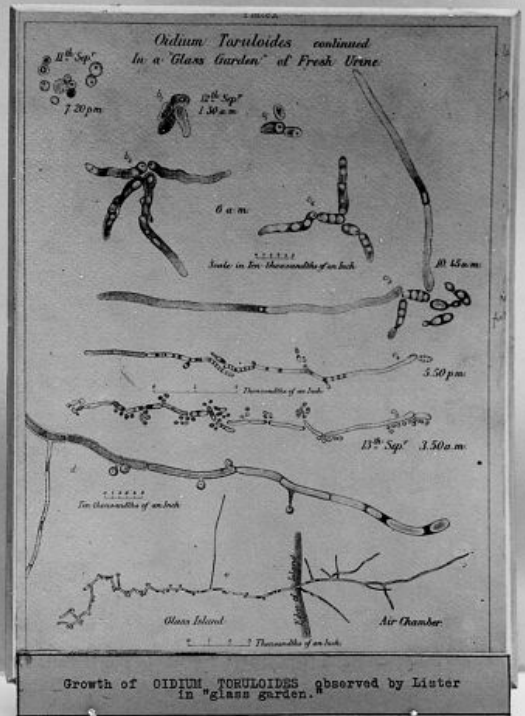 Oidium Toruloides continued
In a "Glass Garden" of Fresh Urine
11th Sepr
7.20 p.m.
12th Sepr
1.30 a.m.
6 a.m.
Scale in Ten-thousandths of an Inch
10.45 a.m.
5.50 p.m.
Thousandths of an Inch
13th Sepr 3.50 a.m.
Ten-thousandths of an Inch
Glass Island
Air Chamber
Thousandths of an Inch
Growth of OIDIUM TORULOIDES observed by Lister
in "glass garden."